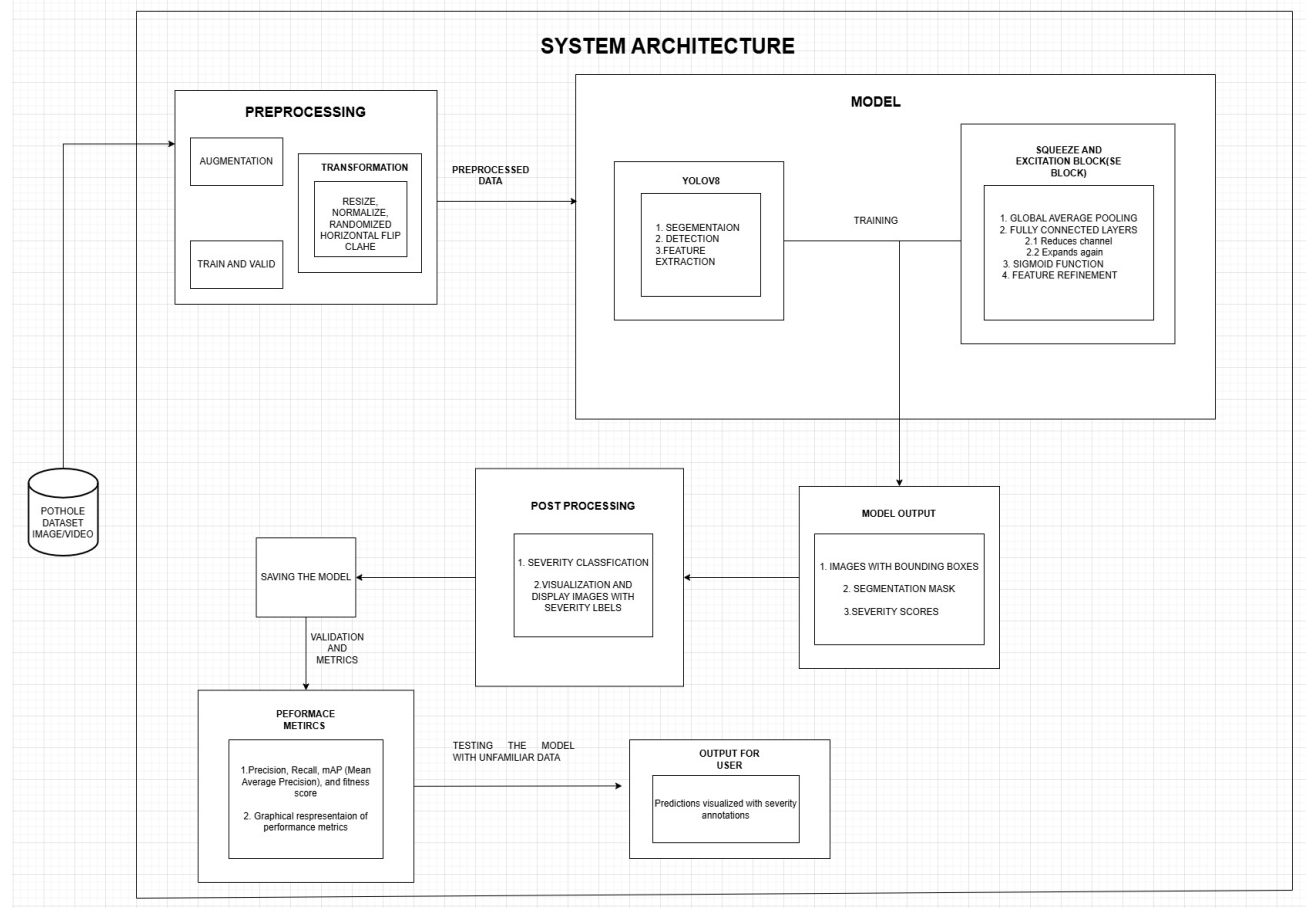 SYSTEM ARCHITECTURE
PREPROCESSING
AUGMENTATION
TRANSFORMATION
RESIZE,
NORMALIZE,
RANDOMIZED
HORIZONTAL FLIP
CLAHE
TRAIN AND VALID
PREPROCESSED
DATA
MODEL
YOLOV8
1. SEGEMENTAION
2. DETECTION
3.FEATURE
EXTRACTION
TRAINING
SQUEEZE AND
EXCITATION BLOCK(SE
BLOCK)
1. GLOBAL AVERAGE POOLING
2. FULLY CONNECTED LAYERS
2.1 Reduces channel
2.2 Expands again
3. SIGMOID FUNCTION
4. FEATURE REFINEMENT
POTHOLE
DATASET
IMAGE/VIDEO
MODEL OUTPUT
1. IMAGES WITH BOUNDING BOXES
2. SEGMENTATION MASK
3.SEVERITY SCORES
POST PROCESSING
1. SEVERITY CLASSFICATION
2.VISUALIZATION AND
DISPLAY IMAGES WITH
SEVERITY LBELS
SAVING THE MODEL
VALIDATION
AND
METRICS
PEFORMACE
METIRCS
1.Precision, Recall, mAP (Mean
Average Precision), and fitness
score
2. Graphical respresentaion of
performance metrics
TESTING THE MODEL
WITH UNFAMILIAR DATA
OUTPUT FOR
USER
Predictions visualized with severity
annotations